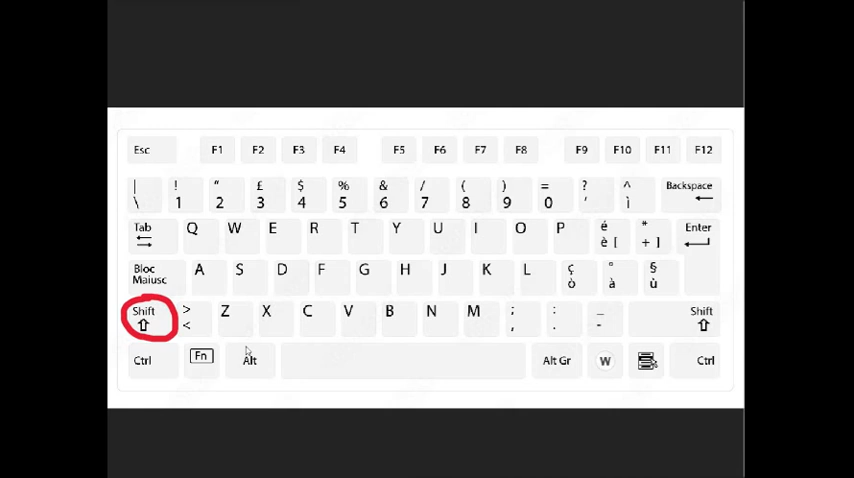 Esc F1 F2 F3 F4 F5 F6 F7 F8 F9 F10 F11 F12
| ! " £ $ % & / ( ) = ? ^ Backspace
\ 1 2 3 4 5 6 7 8 9 0 ' ì
Tab Q W E R T Y U I O P é * Enter
è [ + ]
Bloc A S D F G H J K L ç ° §
Maiusc ò à ù
Shift > Z X C V B N M ; : _ Shift
< , . -
Ctrl Fn Alt Alt Gr W Ctrl